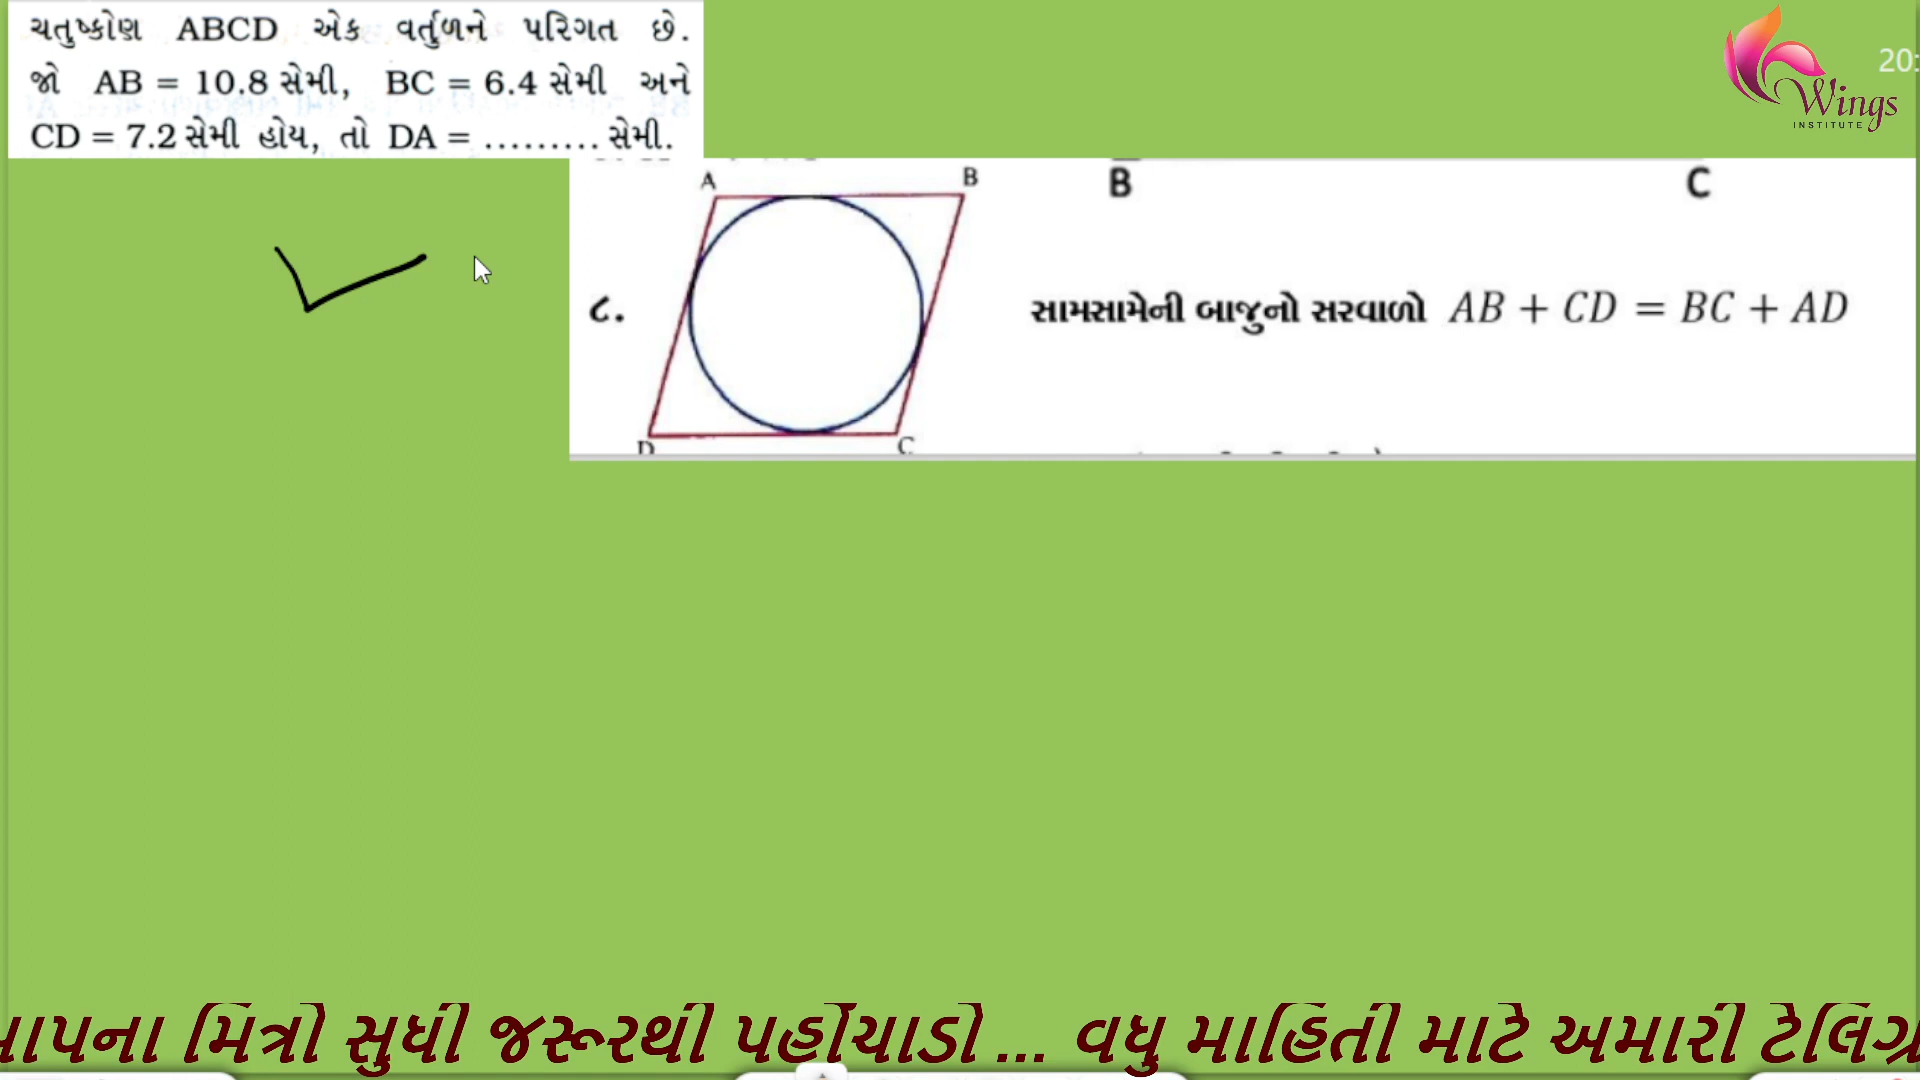 ચતુષ્કોણ ABCD એક વર્તુળને પરિગત છે.
જો AB = 10.8 સેમી, BC = 6.4 સેમી અને
CD = 7.2 સેમી હોય, તો DA = ......... સેમી.
Wings
INSTITUTE
20:
A
B
B
C
૮.
સામસામેની બાજુનો સરવાળો AB + CD = BC + AD
D
C
મિત્રો સુધી જરૂરથી પહોંચાડો ... વધુ માહિતી માટે અમારી